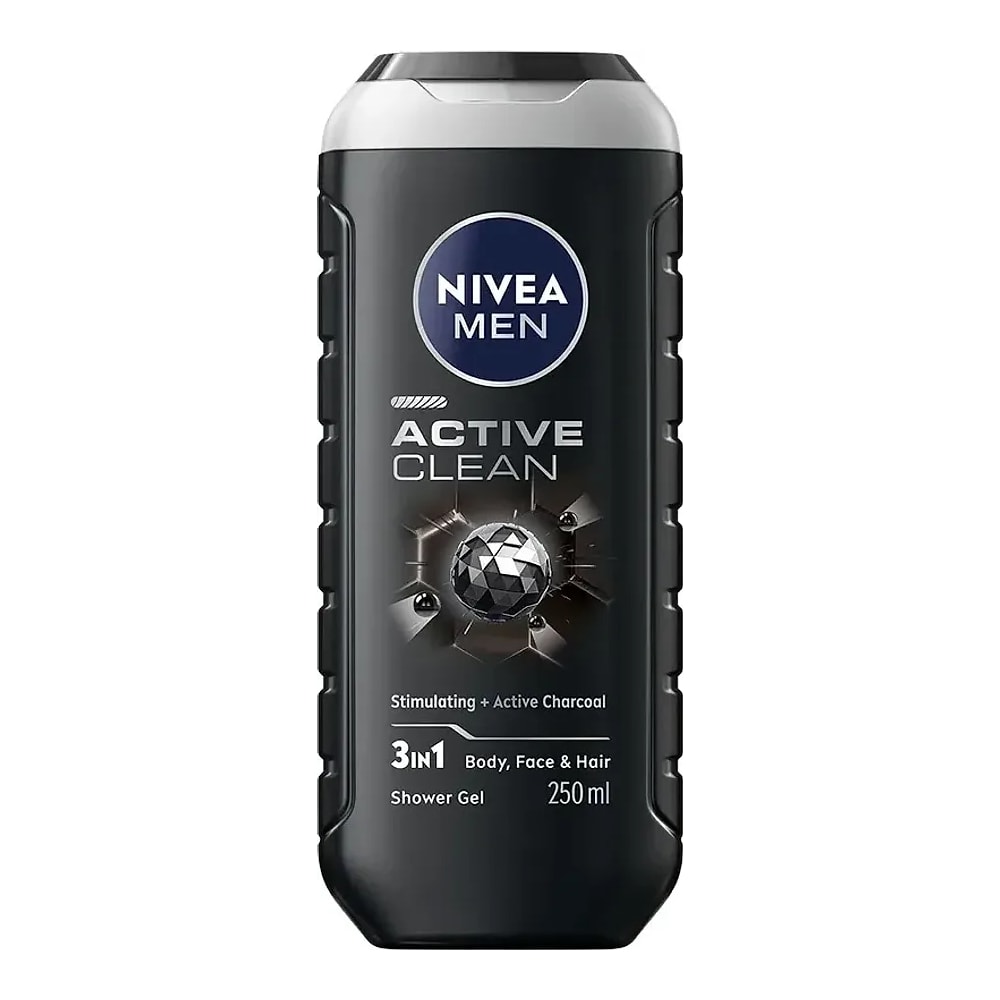 NIVEA
MEN
ACTIVE
CLEAN
Stimulating + Active Charcoal
3IN1 Body, Face & Hair
Shower Gel 250 ml